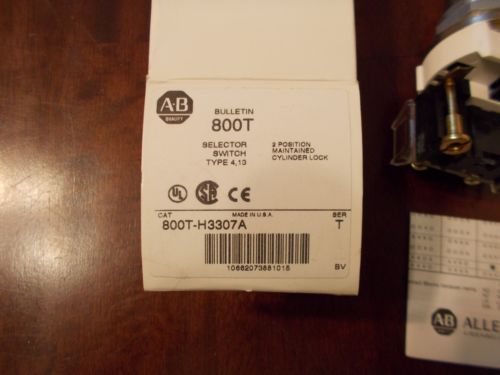 A-B
QUALITY
BULLETIN
800T
SELECTOR
SWITCH
TYPE 4,13
2 POSITION
MAINTAINED
CYLINDER LOCK
UL
CE
CAT
MADE IN U.S.A.
SER
800T-H3307A
T
10662073881015
BV
A-B
ALLE